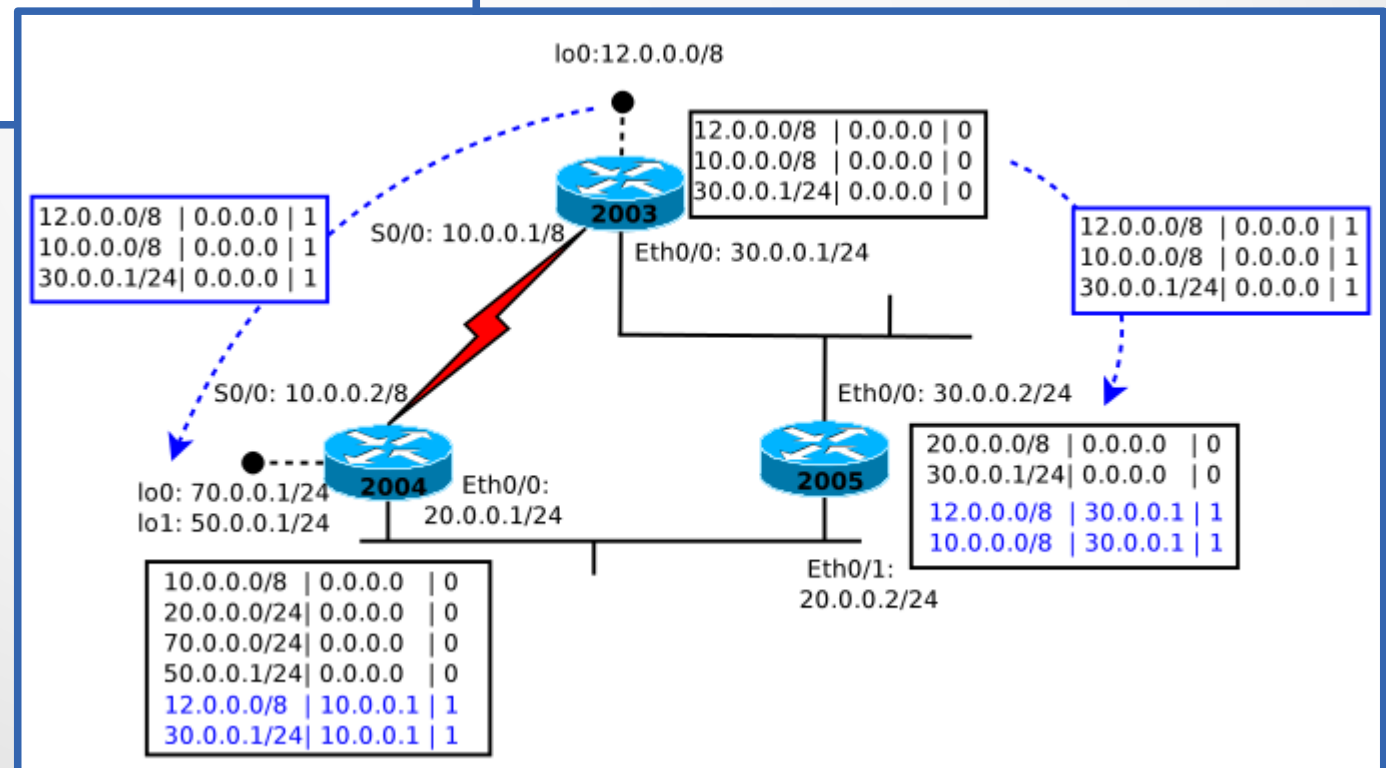 lo0:12.0.0.0/8
12.0.0.0/8 | 0.0.0.0 | 0
10.0.0.0/8 | 0.0.0.0 | 0
30.0.0.1/24| 0.0.0.0 | 0
2003
12.0.0.0/8 | 0.0.0.0 | 1
10.0.0.0/8 | 0.0.0.0 | 1
30.0.0.1/24| 0.0.0.0 | 1
S0/0: 10.0.0.1/8
Eth0/0: 30.0.0.1/24
12.0.0.0/8 | 0.0.0.0 | 1
10.0.0.0/8 | 0.0.0.0 | 1
30.0.0.1/24| 0.0.0.0 | 1
S0/0: 10.0.0.2/8
Eth0/0: 30.0.0.2/24
lo0: 70.0.0.1/24
lo1: 50.0.0.1/24
2004
Eth0/0:
20.0.0.1/24
2005
20.0.0.0/8 | 0.0.0.0 | 0
30.0.0.1/24| 0.0.0.0 | 0
12.0.0.0/8 | 30.0.0.1 | 1
10.0.0.0/8 | 30.0.0.1 | 1
Eth0/1:
20.0.0.2/24
10.0.0.0/8 | 0.0.0.0 | 0
20.0.0.0/24| 0.0.0.0 | 0
70.0.0.0/24| 0.0.0.0 | 0
50.0.0.1/24| 0.0.0.0 | 0
12.0.0.0/8 | 10.0.0.1 | 1
30.0.0.1/24| 10.0.0.1 | 1